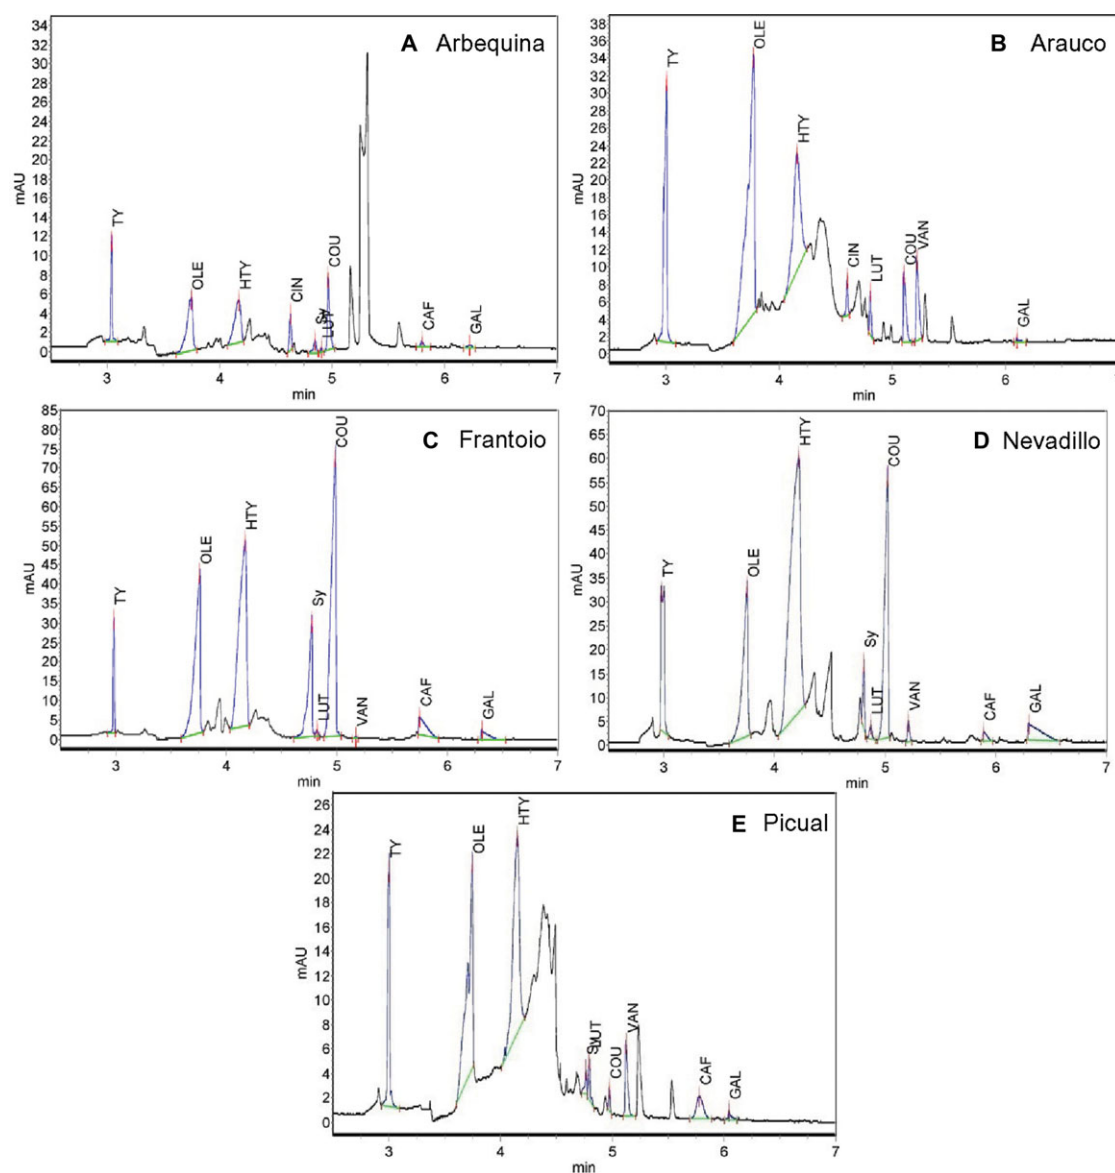 A Arbequina
34
32
30
28
26
24
22
20
18
16
14
12
10
8
6
4
2
0
mAU
TY
OLE
HTY
CIN
Sy
LUT
COU
CAF
GAL
3 4 5 6 7
min
B Arauco
38
36
34
32
30
28
26
24
22
20
18
16
14
12
10
8
6
4
2
0
mAU
TY
OLE
HTY
CIN
LUT
COU
VAN
GAL
3 4 5 6 7
min
C Frantoio
85
80
75
70
65
60
55
50
45
40
35
30
25
20
15
10
5
0
mAU
TY
OLE
HTY
Sy
LUT
COU
VAN
CAF
GAL
3 4 5 6 7
min
D Nevadillo
70
65
60
55
50
45
40
35
30
25
20
15
10
5
0
mAU
TY
OLE
HTY
Sy
LUT
COU
VAN
CAF
GAL
3 4 5 6 7
min
E Picual
26
24
22
20
18
16
14
12
10
8
6
4
2
0
mAU
TY
OLE
HTY
Sy
LUT
COU
VAN
CAF
GAL
3 4 5 6 7
min